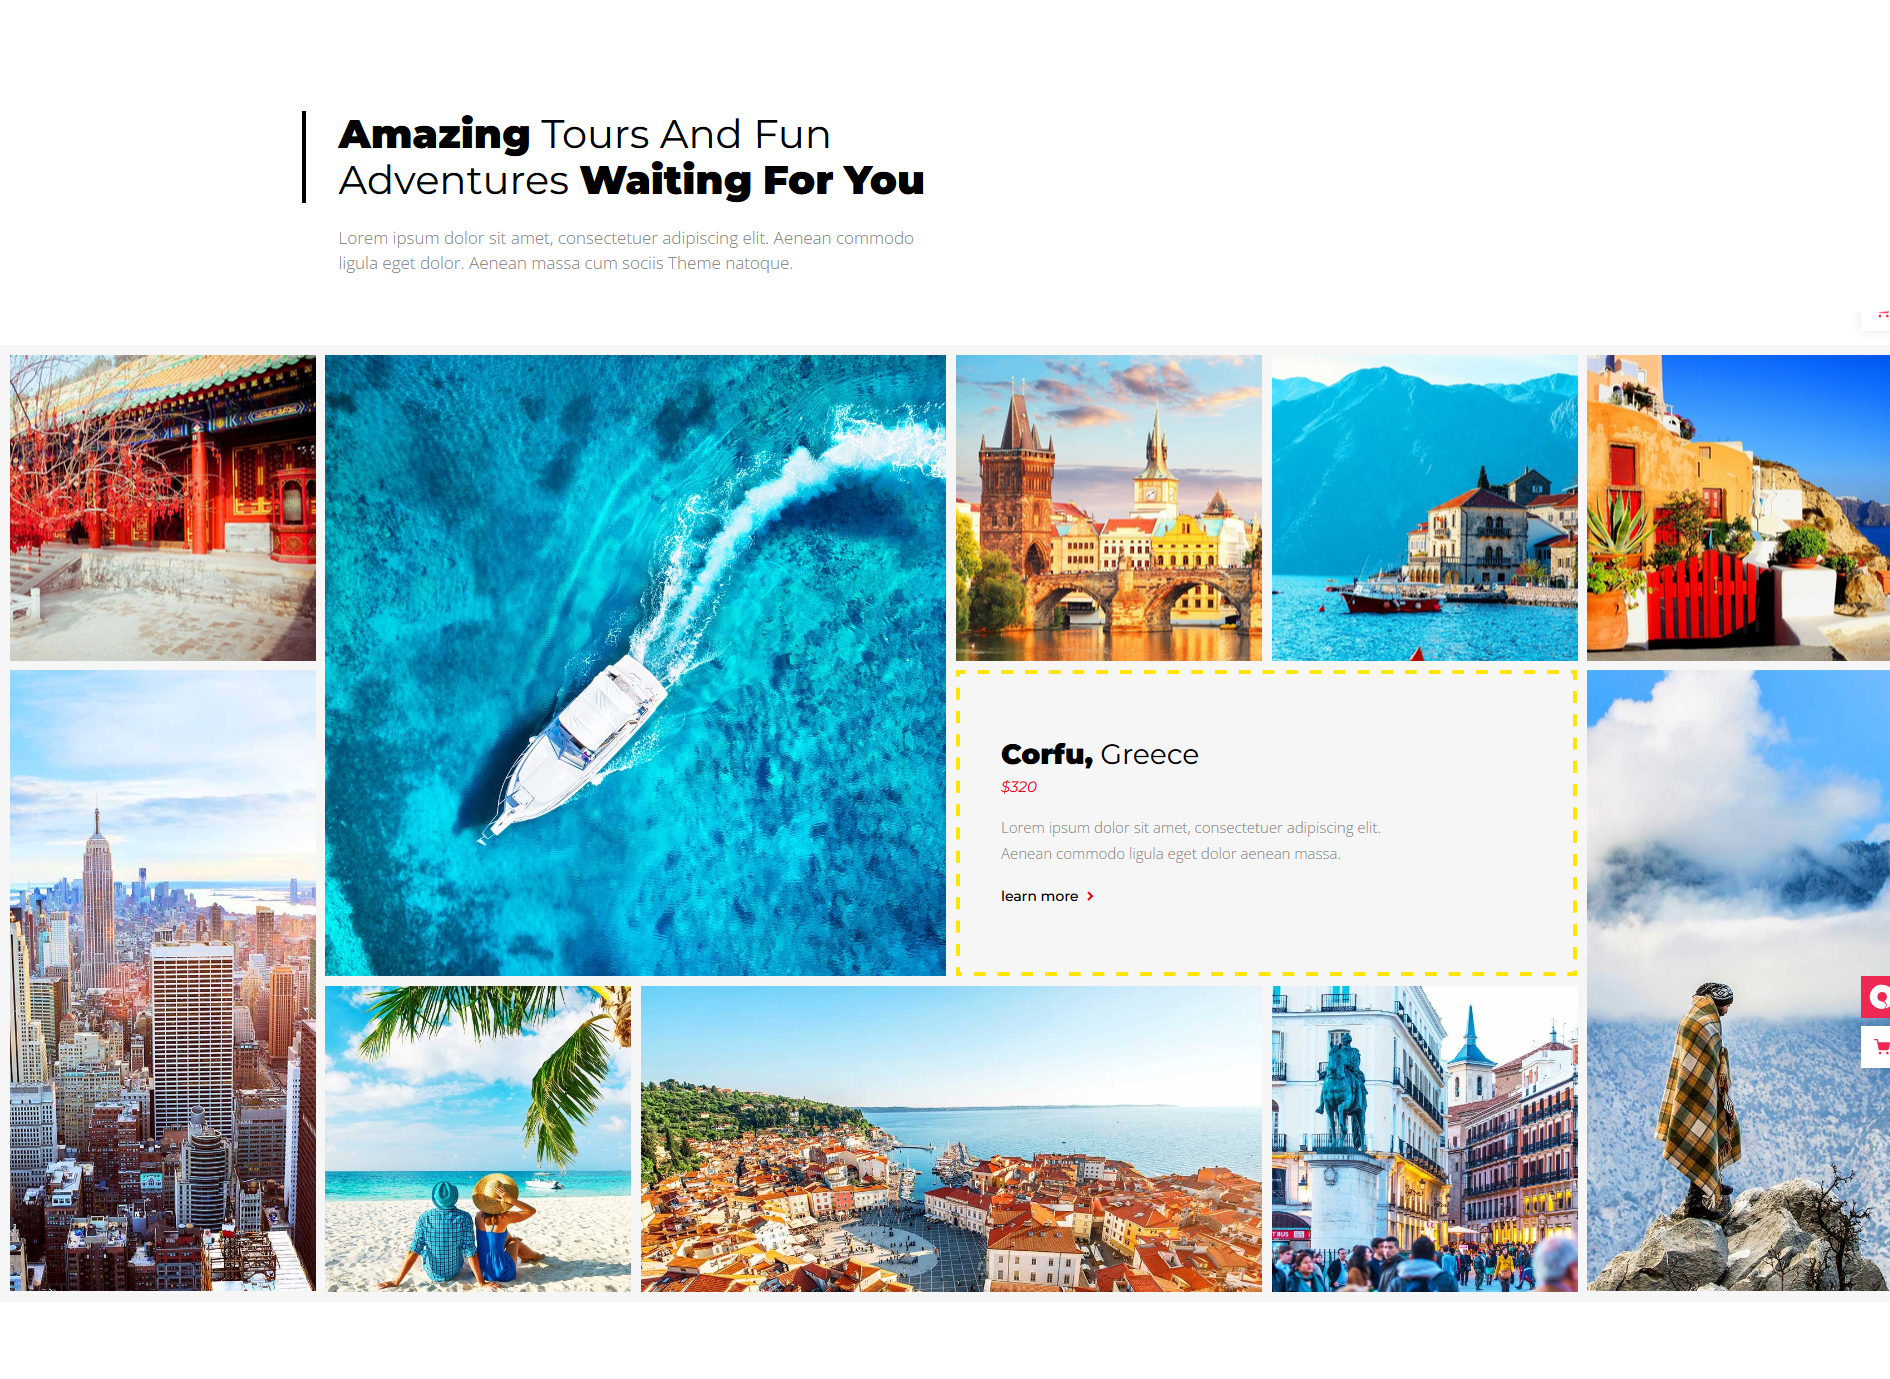 Amazing Tours And Fun
Adventures Waiting For You
Lorem ipsum dolor sit amet, consectetuer adipiscing elit. Aenean commodo
ligula eget dolor. Aenean massa cum sociis Theme natoque.
Corfu, Greece
$320
Lorem ipsum dolor sit amet, consectetuer adipiscing elit.
Aenean commodo ligula eget dolor aenean massa.
learn more
T BUS